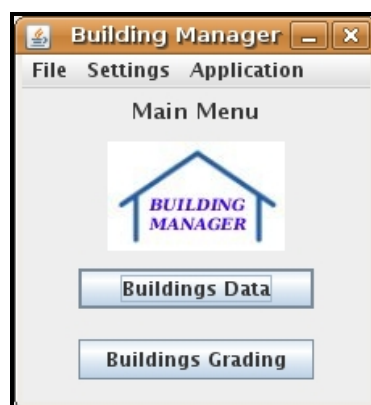 Building Manager
File Settings Application
Main Menu
BUILDING
MANAGER
Buildings Data
Buildings Grading